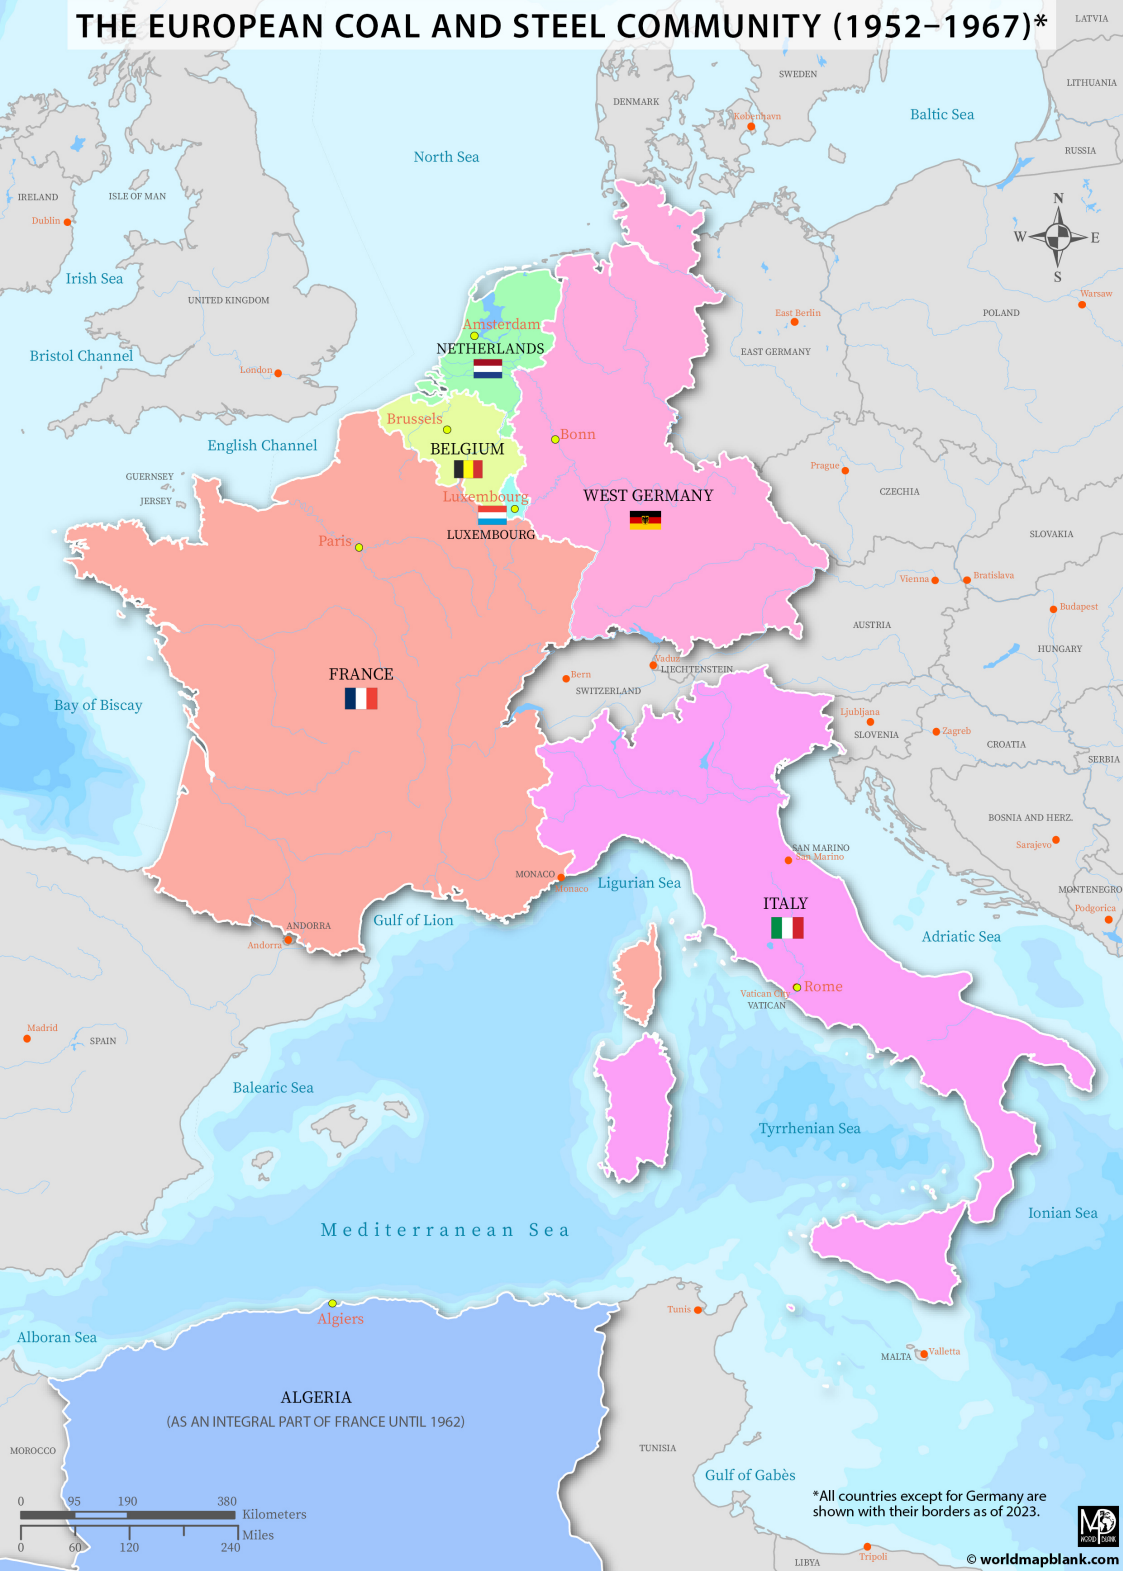 THE EUROPEAN COAL AND STEEL COMMUNITY (1952–1967)*
LATVIA
SWEDEN
LITHUANIA
DENMARK
København
Baltic Sea
RUSSIA
North Sea
IRELAND
ISLE OF MAN
Dublin
N
W
E
S
Irish Sea
UNITED KINGDOM
Warsaw
POLAND
East Berlin
EAST GERMANY
Amsterdam
NETHERLANDS
Bristol Channel
London
Brussels
BELGIUM
Bonn
English Channel
GUERNSEY
JERSEY
Prague
CZECHIA
WEST GERMANY
Luxembourg
LUXEMBOURG
SLOVAKIA
Paris
Vienna
Bratislava
Budapest
AUSTRIA
HUNGARY
Vaduz
LIECHTENSTEIN
Bern
SWITZERLAND
FRANCE
Bay of Biscay
Ljubljana
SLOVENIA
Zagreb
CROATIA
SERBIA
BOSNIA AND HERZ.
Sarajevo
SAN MARINO
San Marino
MONACO
Monaco
Ligurian Sea
MONTENEGRO
Podgorica
ITALY
Gulf of Lion
ANDORRA
Andorra
Adriatic Sea
Rome
Vatican City
VATICAN
Madrid
SPAIN
Balearic Sea
Tyrrhenian Sea
Ionian Sea
Mediterranean Sea
Algiers
Tunis
Alboran Sea
MALTA
Valletta
ALGERIA
(AS AN INTEGRAL PART OF FRANCE UNTIL 1962)
MOROCCO
TUNISIA
Gulf of Gabès
0 95 190 380
Kilometers
Miles
0 60 120 240
*All countries except for Germany are
shown with their borders as of 2023.
WORLD BLANK
Tripoli
LIBYA
© worldmapblank.com